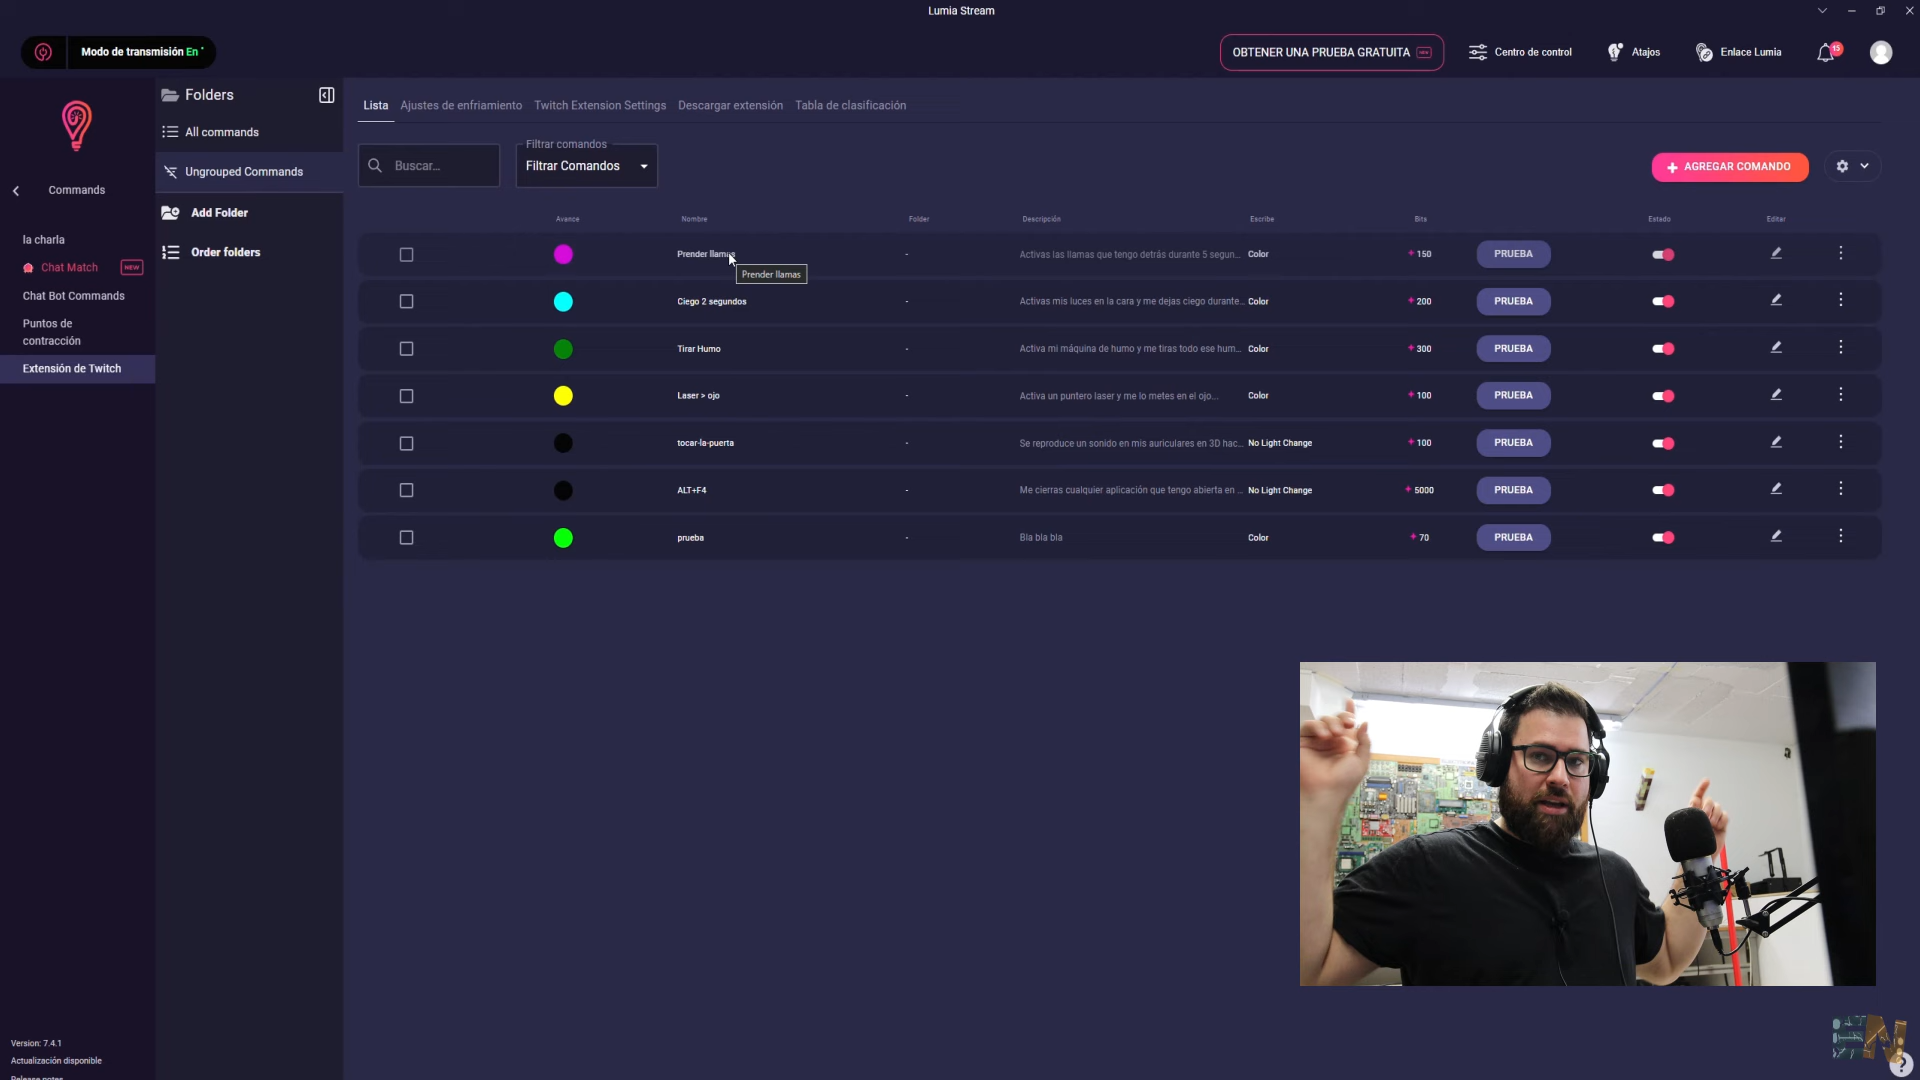 Lumia Stream
Modo de transmisión En
OBTENER UNA PRUEBA GRATUITA
Centro de control
Atajos
Enlace Lumia
15
Commands
la charla
Chat Match NEW
Chat Bot Commands
Puntos de
contracción
Extensión de Twitch
Version: 7.4.1
Actualización disponible
Release notes
Folders
All commands
Ungrouped Commands
Add Folder
Order folders
Lista Ajustes de enfriamiento Twitch Extension Settings Descargar extensión Tabla de clasificación
Buscar...
Filtrar comandos
Filtrar Comandos
+ AGREGAR COMANDO
Avance Nombre Folder Descripción Escribe Bits Estado Editar
Prender llamas - Activas las llamas que tengo detrás durante 5 segun... Color 150 PRUEBA
Prender llamas
Ciego 2 segundos - Activas mis luces en la cara y me dejas ciego durante... Color 200 PRUEBA
Tirar Humo - Activa mi máquina de humo y me tiras todo ese hum... Color 300 PRUEBA
Laser > ojo - Activa un puntero laser y me lo metes en el ojo... Color 100 PRUEBA
tocar-la-puerta - Se reproduce un sonido en mis auriculares en 3D hac... No Light Change 100 PRUEBA
ALT+F4 - Me cierras cualquier aplicación que tengo abierta en ... No Light Change 5000 PRUEBA
prueba - Bla bla bla Color 70 PRUEBA
EN
?